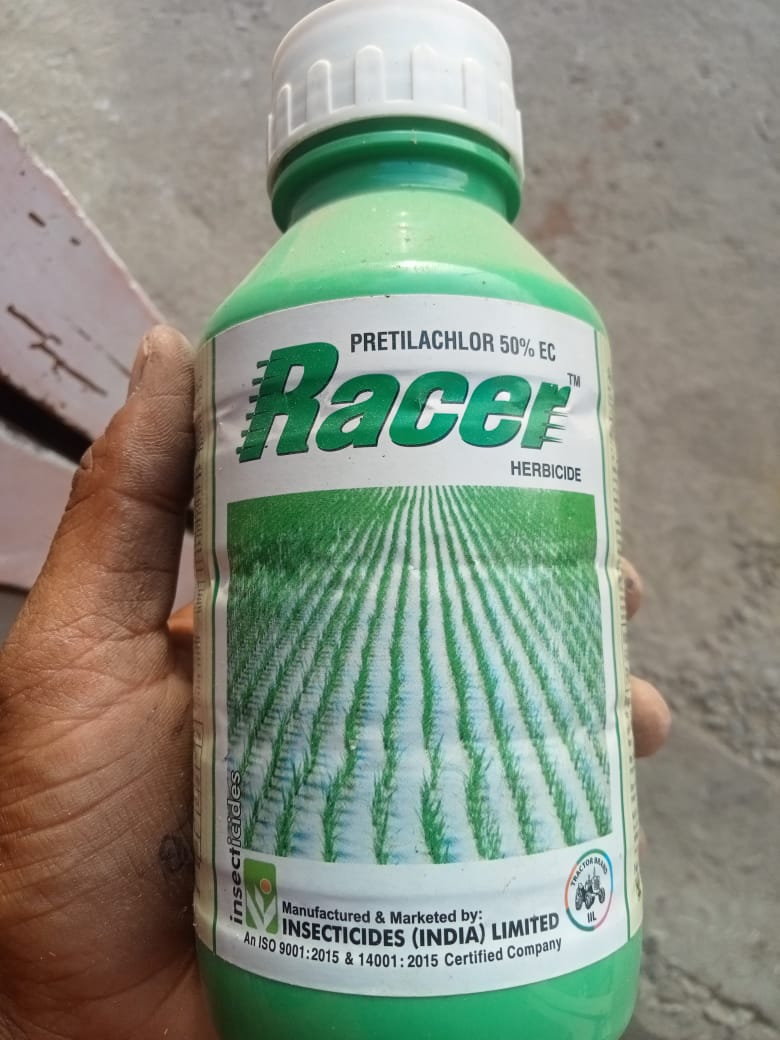 PRETILACHLOR 50% EC
Racer™
HERBICIDE
insecticides
Manufactured & Marketed by:
INSECTICIDES (INDIA) LIMITED
An ISO 9001:2015 & 14001:2015 Certified Company
TRACTOR BRAND
IIL